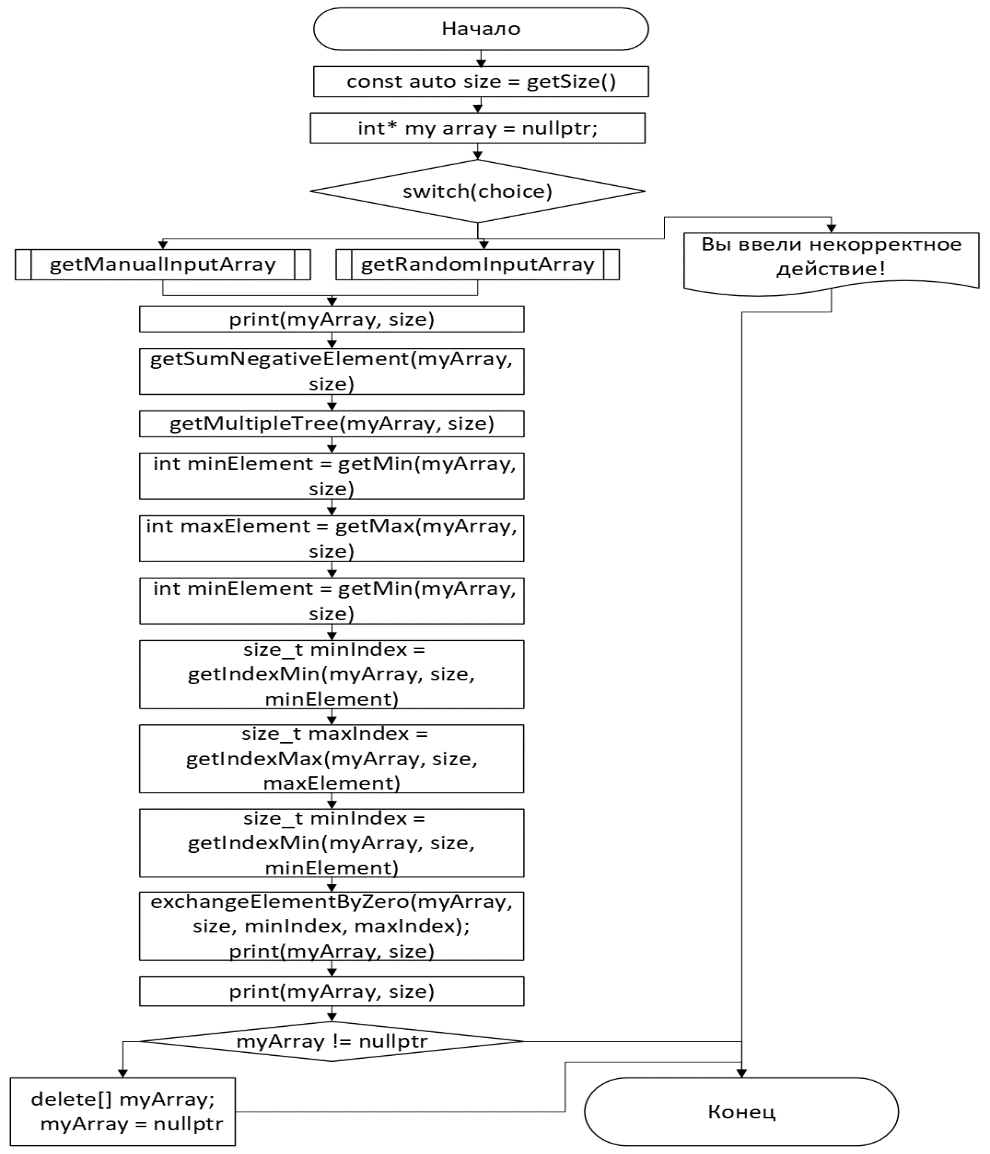 Начало
const auto size = getSize()
int* my array = nullptr;
switch(choice)
getManualInputArray
getRandomInputArray
Вы ввели некорректное
действие!
print(myArray, size)
getSumNegativeElement(myArray,
size)
getMultipleTree(myArray, size)
int minElement = getMin(myArray,
size)
int maxElement = getMax(myArray,
size)
int minElement = getMin(myArray,
size)
size_t minIndex =
getIndexMin(myArray, size,
minElement)
size_t maxIndex =
getIndexMax(myArray, size,
maxElement)
size_t minIndex =
getIndexMin(myArray, size,
minElement)
exchangeElementByZero(myArray,
size, minIndex, maxIndex);
print(myArray, size)
print(myArray, size)
myArray != nullptr
delete[] myArray;
myArray = nullptr
Конец